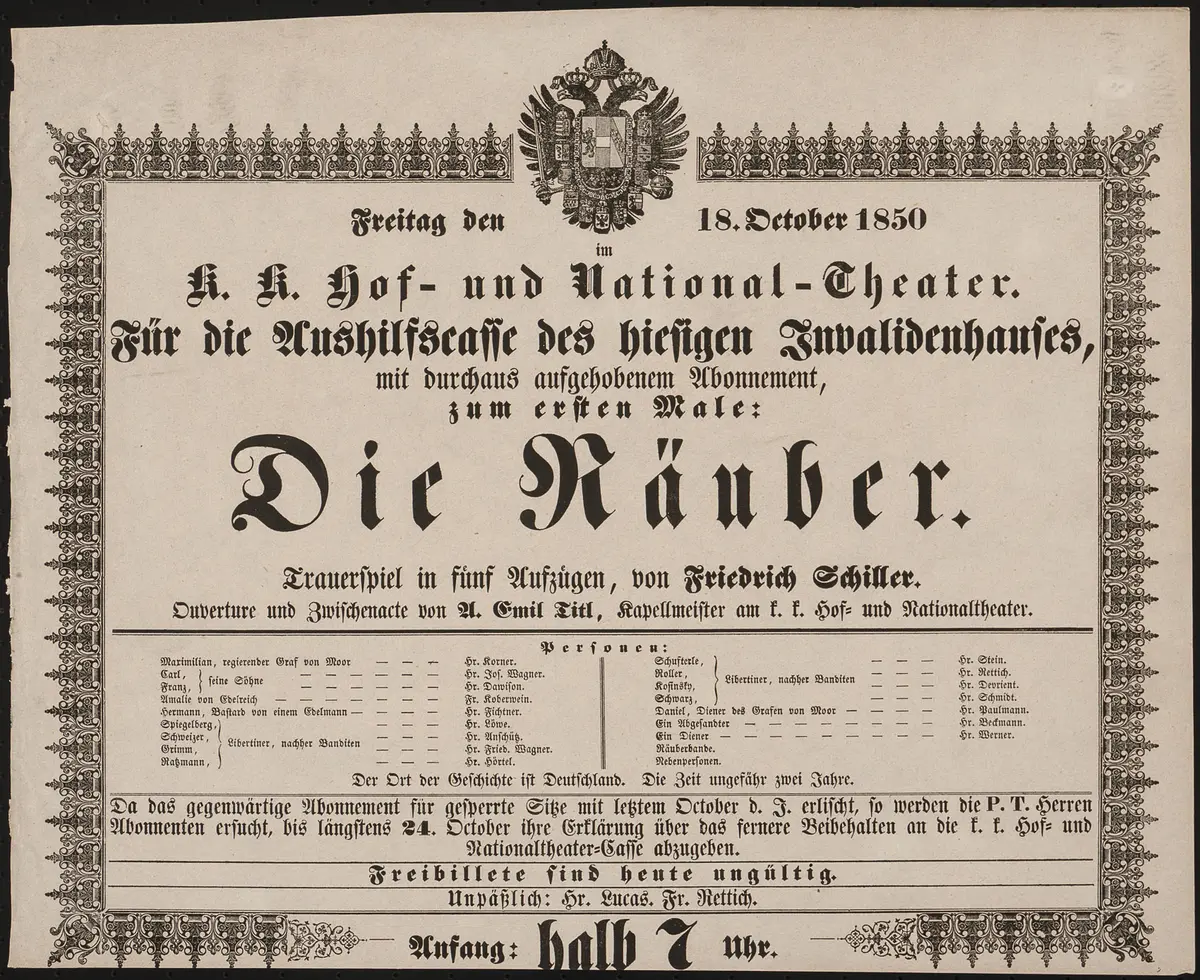 Freitag den 18. October 1850
im
K. K. Hof- und National-Theater.
Für die Aushilfscasse des hiesigen Invalidenhauses,
mit durchaus aufgehobenem Abonnement,
zum ersten Male:
Die Räuber.
Trauerspiel in fünf Aufzügen, von Friedrich Schiller.
Ouverture und Zwischenacte von A. Emil Titl, Kapellmeister am k. k. Hof- und Nationaltheater.
Personen:
Maximilian, regierender Graf von Moor — — — Hr. Korner.
Carl, } seine Söhne — — — — — Hr. Jos. Wagner.
Franz, — — — — — Hr. Dawison.
Amalie von Edelreich — — — — — Fr. Koberwein.
Hermann, Bastard von einem Edelmann — — — — Hr. Fichtner.
Spiegelberg, — — — Hr. Löwe.
Schweizer, } Libertiner, nachher Banditen — — — Hr. Anschütz.
Grimm, — — — Hr. Fried. Wagner.
Ratzmann, — — — Hr. Hörtel.
Schufterle, — — — Hr. Stein.
Roller, } Libertiner, nachher Banditen — — — Hr. Rettich.
Kosinsky, — — — Hr. Devrient.
Schwarz, — — — Hr. Schmidt.
Daniel, Diener des Grafen von Moor — — — — Hr. Paulmann.
Ein Abgesandter — — — — — — — Hr. Beckmann.
Ein Diener — — — — — — — — Hr. Werner.
Räuberbande.
Nebenpersonen.
Der Ort der Geschichte ist Deutschland. Die Zeit ungefähr zwei Jahre.
Da das gegenwärtige Abonnement für gesperrte Sitze mit letztem October d. J. erlischt, so werden die P. T. Herren
Abonnenten ersucht, bis längstens 24. October ihre Erklärung über das fernere Beibehalten an die k. k. Hof- und
Nationaltheater-Casse abzugeben.
Freibillete sind heute ungültig.
Unpäßlich: Hr. Lucas. Fr. Rettich.
Anfang: halb 7 Uhr.